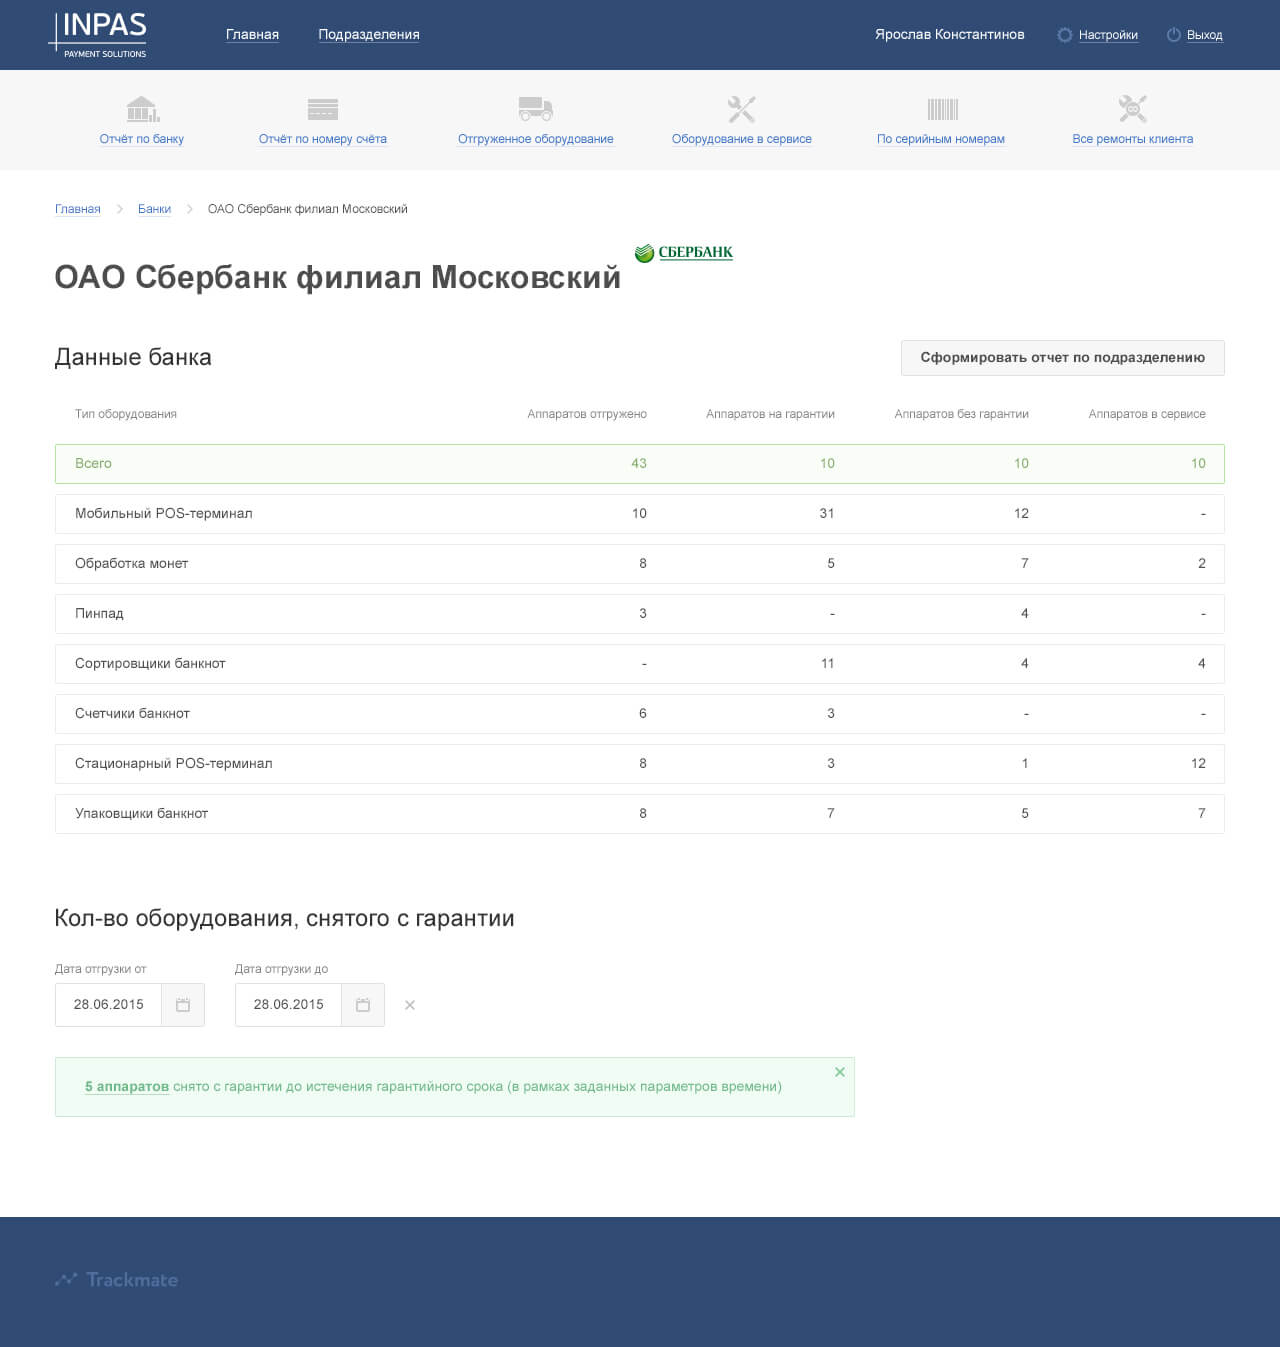 INPAS
PAYMENT SOLUTIONS
Главная Подразделения Ярослав Константинов Настройки Выход
Отчёт по банку Отчёт по номеру счёта Отгруженное оборудование Оборудование в сервисе По серийным номерам Все ремонты клиента
Главная Банки ОАО Сбербанк филиал Московский
ОАО Сбербанк филиал Московский СБЕРБАНК
Данные банка Сформировать отчет по подразделению
Тип оборудования Аппаратов отгружено Аппаратов на гарантии Аппаратов без гарантии Аппаратов в сервисе
Всего 43 10 10 10
Мобильный POS-терминал 10 31 12 -
Обработка монет 8 5 7 2
Пинпад 3 - 4 -
Сортировщики банкнот - 11 4 4
Счетчики банкнот 6 3 - -
Стационарный POS-терминал 8 3 1 12
Упаковщики банкнот 8 7 5 7
Кол-во оборудования, снятого с гарантии
Дата отгрузки от Дата отгрузки до
28.06.2015 28.06.2015
5 аппаратов снято с гарантии до истечения гарантийного срока (в рамках заданных параметров времени)
Trackmate